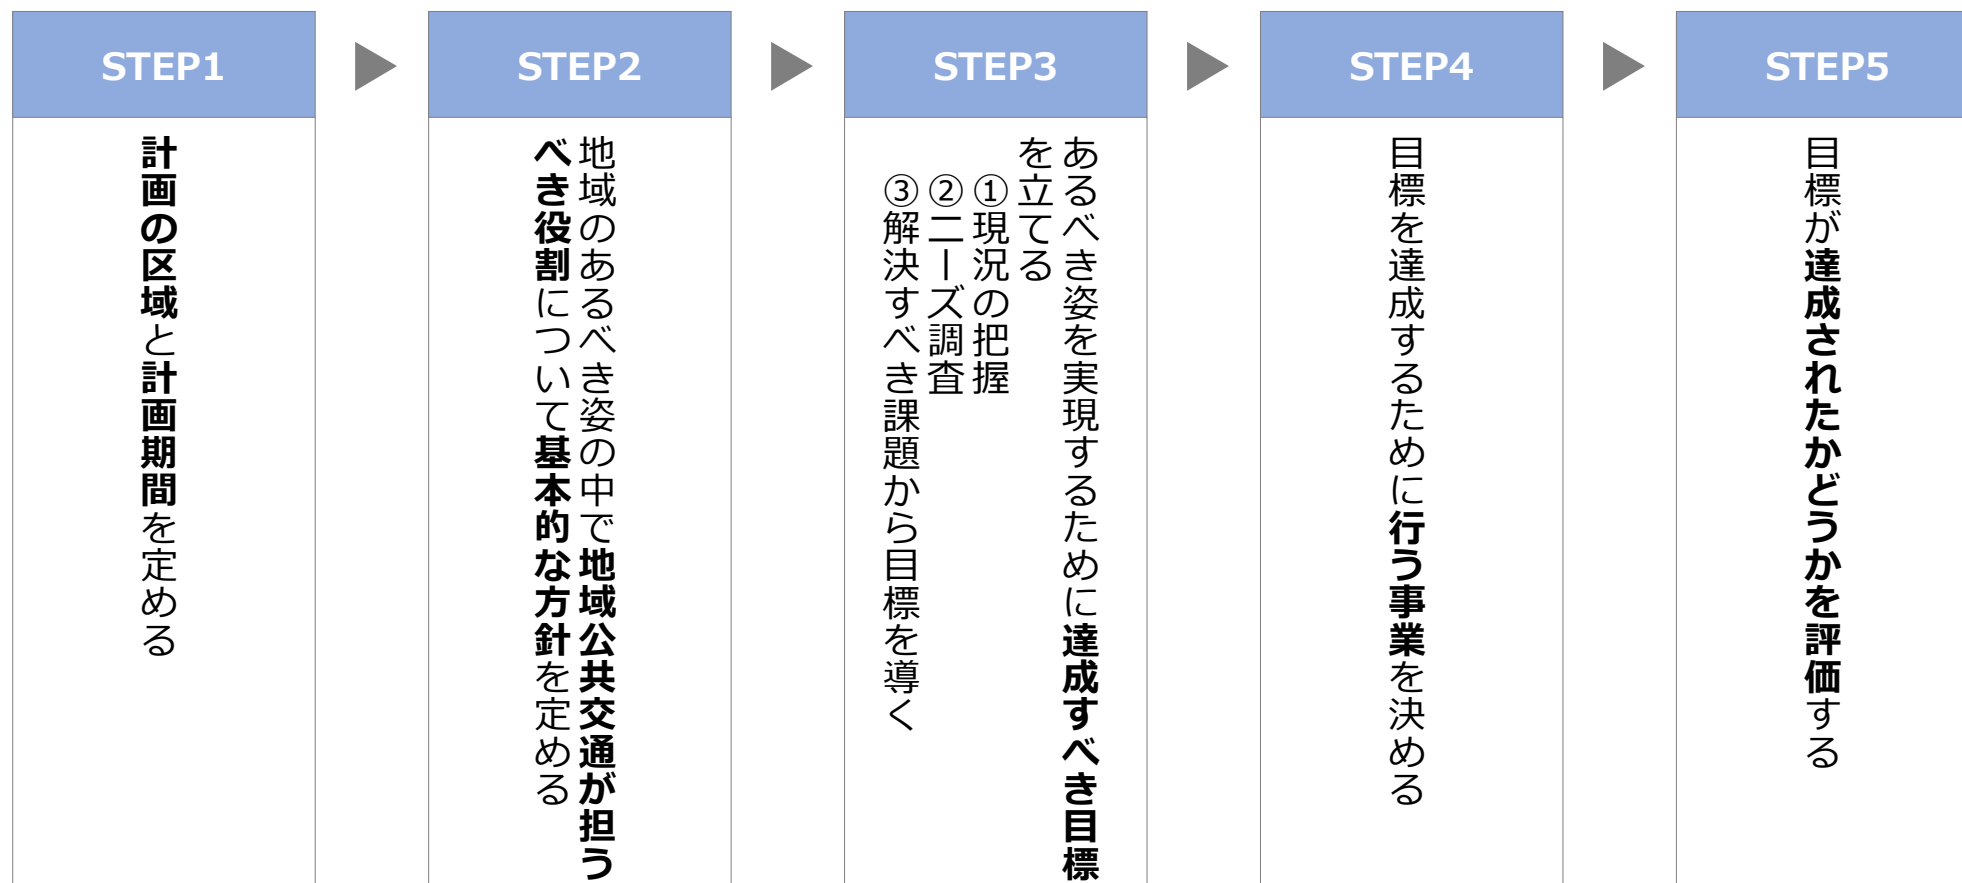 STEP1
計画の区域と計画期間を定める
STEP2
地域のあるべき姿の中で地域公共交通が担う
べき役割について基本的な方針を定める
STEP3
あるべき姿を実現するために達成すべき目標
を立てる
①現況の把握
②ニーズ調査
③解決すべき課題から目標を導く
STEP4
目標を達成するために行う事業を決める
STEP5
目標が達成されたかどうかを評価する